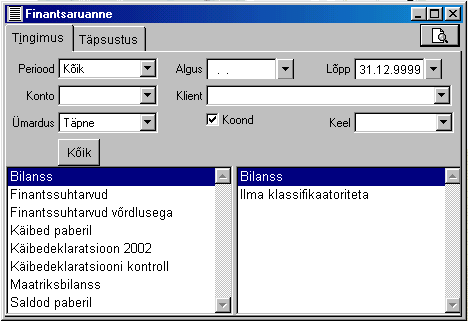 Finantsaruanne
Tingimus Täpsustus
Periood Kõik Algus . . Lõpp 31.12.9999
Konto Klient
Ümardus Täpne Koond Keel
Kõik
Bilanss Bilanss
Finantssuhtarvud Ilma klassifikaatoriteta
Finantssuhtarvud võrdlusega
Käibed paberil
Käibedeklaratsioon 2002
Käibedeklaratsiooni kontroll
Maatriksbilanss
Saldod paberil